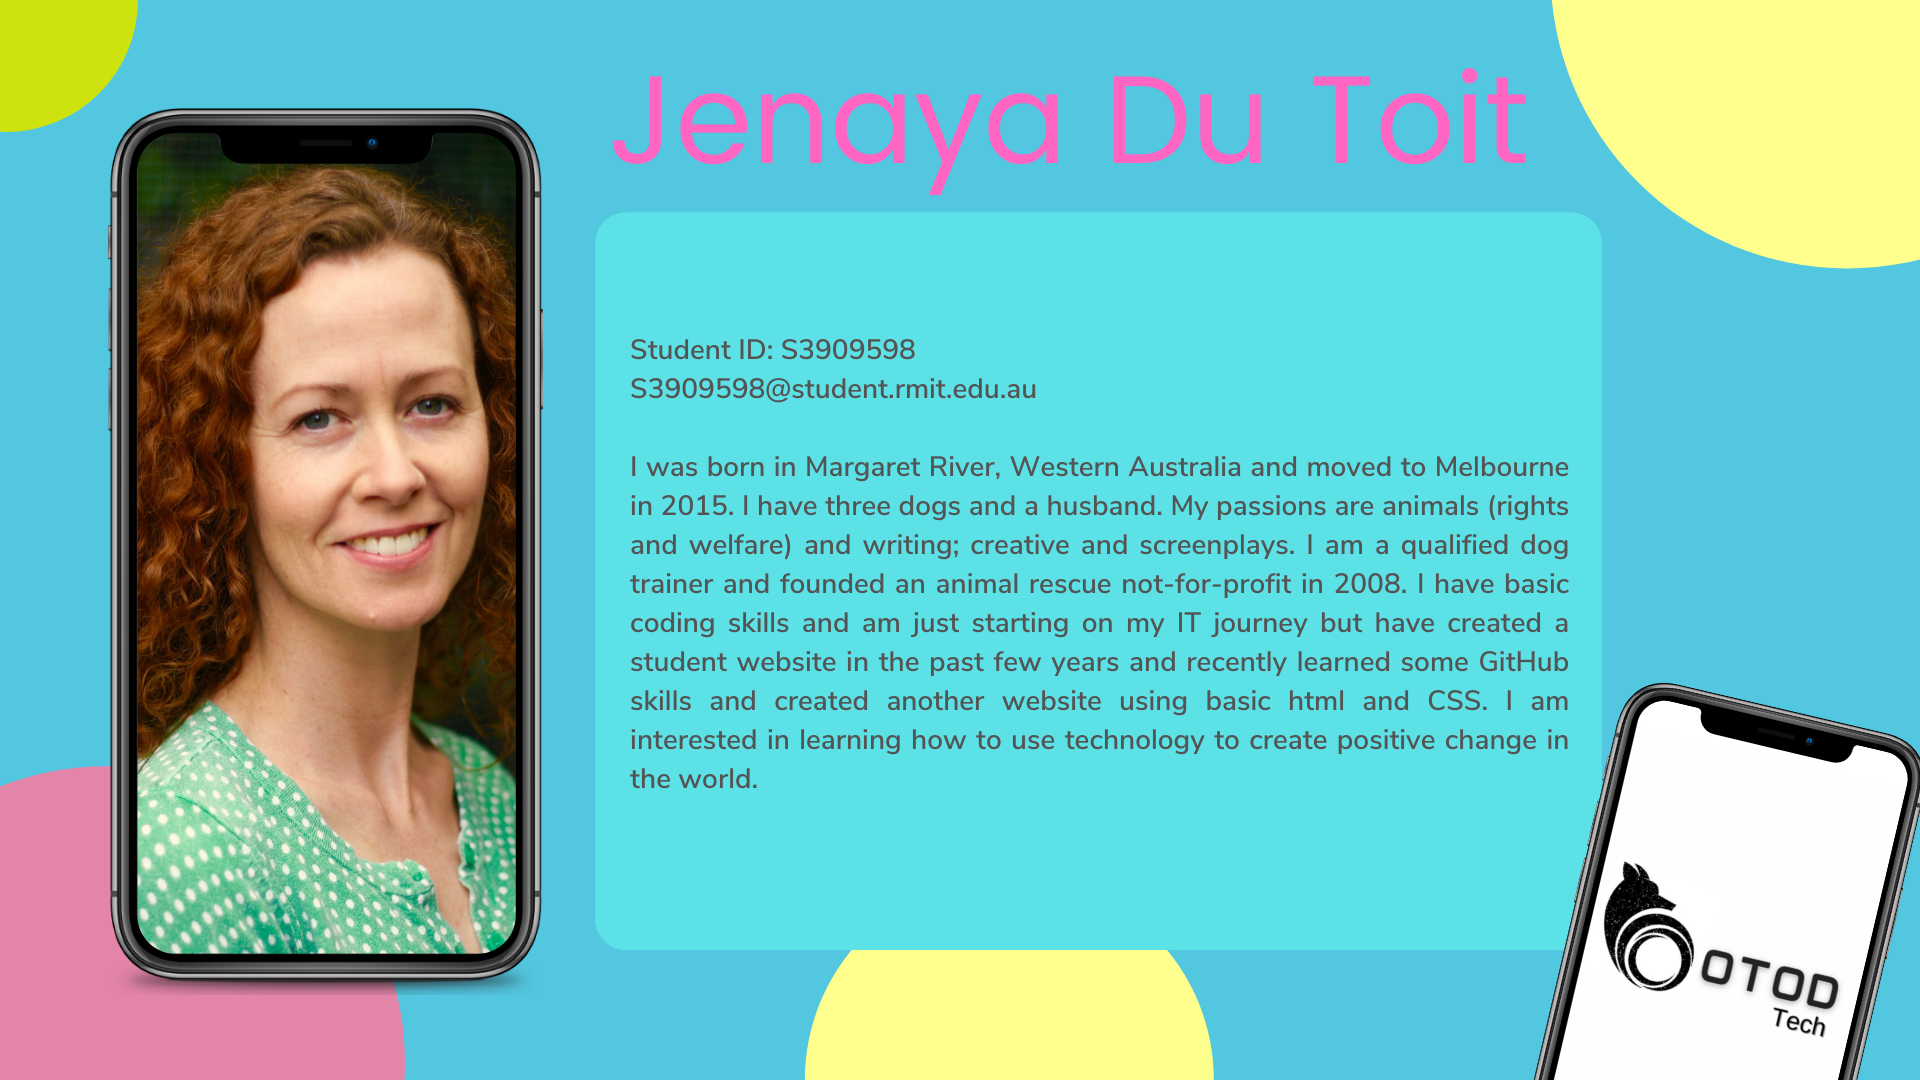 Jenaya Du Toit
Student ID: S3909598
S3909598@student.rmit.edu.au
I was born in Margaret River, Western Australia and moved to Melbourne
in 2015. I have three dogs and a husband. My passions are animals (rights
and welfare) and writing; creative and screenplays. I am a qualified dog
trainer and founded an animal rescue not-for-profit in 2008. I have basic
coding skills and am just starting on my IT journey but have created a
student website in the past few years and recently learned some GitHub
skills and created another website using basic html and CSS. I am
interested in learning how to use technology to create positive change in
the world.
OTOD
Tech